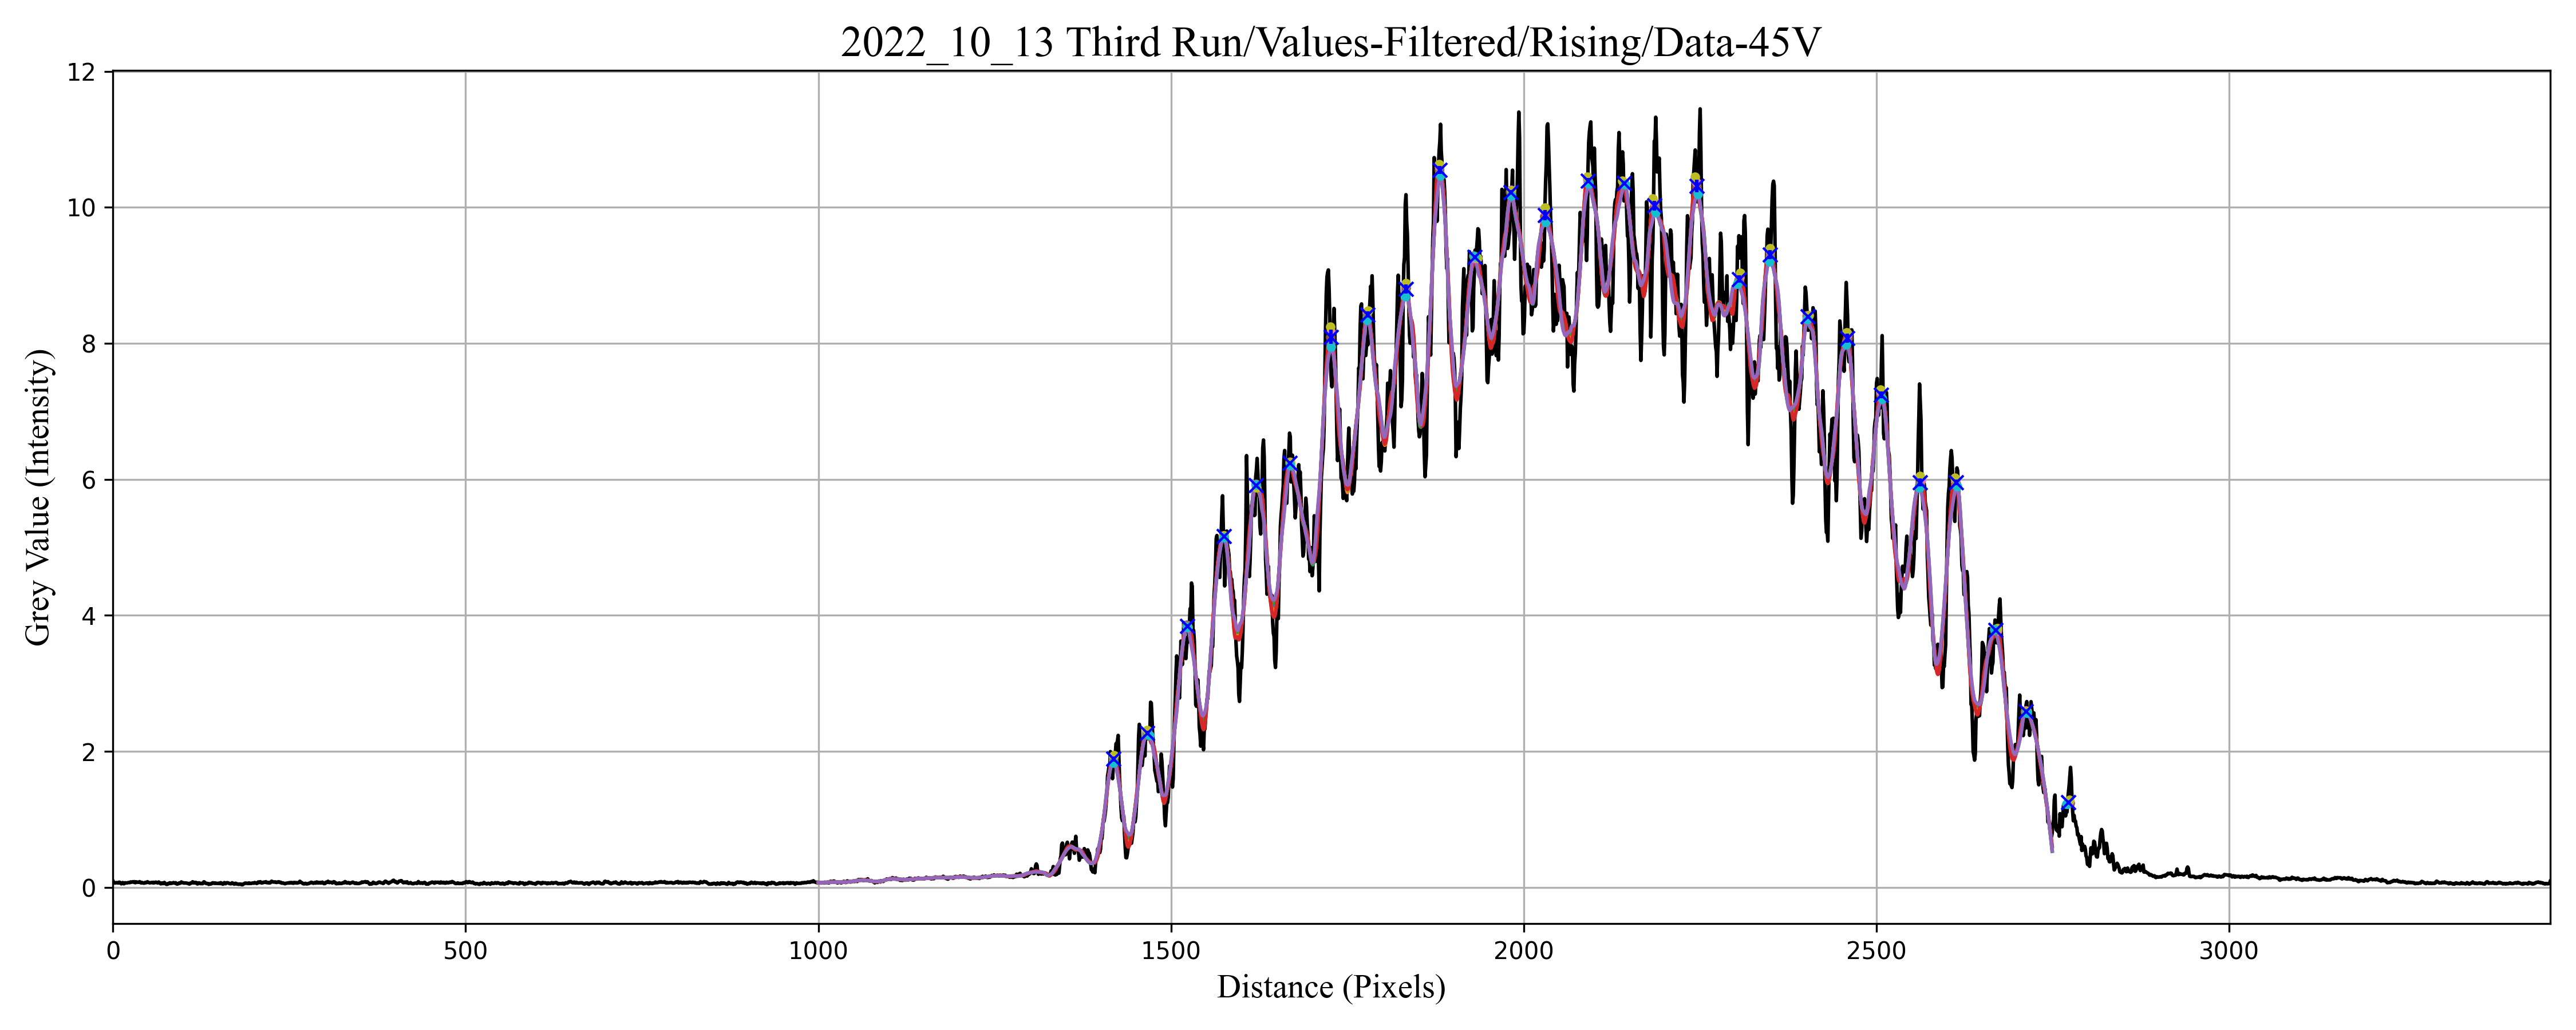 2022_10_13 Third Run/Values-Filtered/Rising/Data-45V
12
10
8
6
4
2
0
Grey Value (Intensity)
0 500 1000 1500 2000 2500 3000
Distance (Pixels)